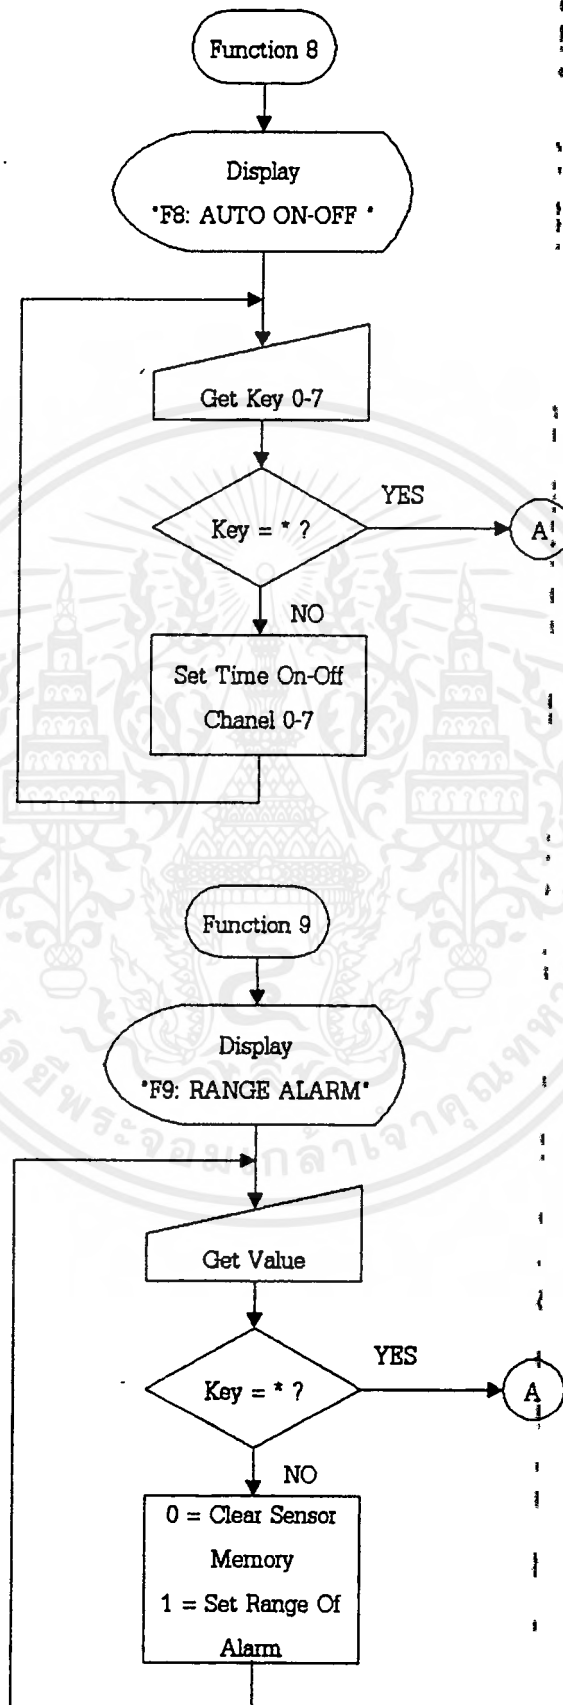 Function 8
Display
"F8: AUTO ON-OFF "
Get Key 0-7
Key = * ?
YES
A
NO
Set Time On-Off
Chanel 0-7
Function 9
Display
"F9: RANGE ALARM"
Get Value
Key = * ?
YES
A
NO
0 = Clear Sensor
Memory
1 = Set Range Of
Alarm